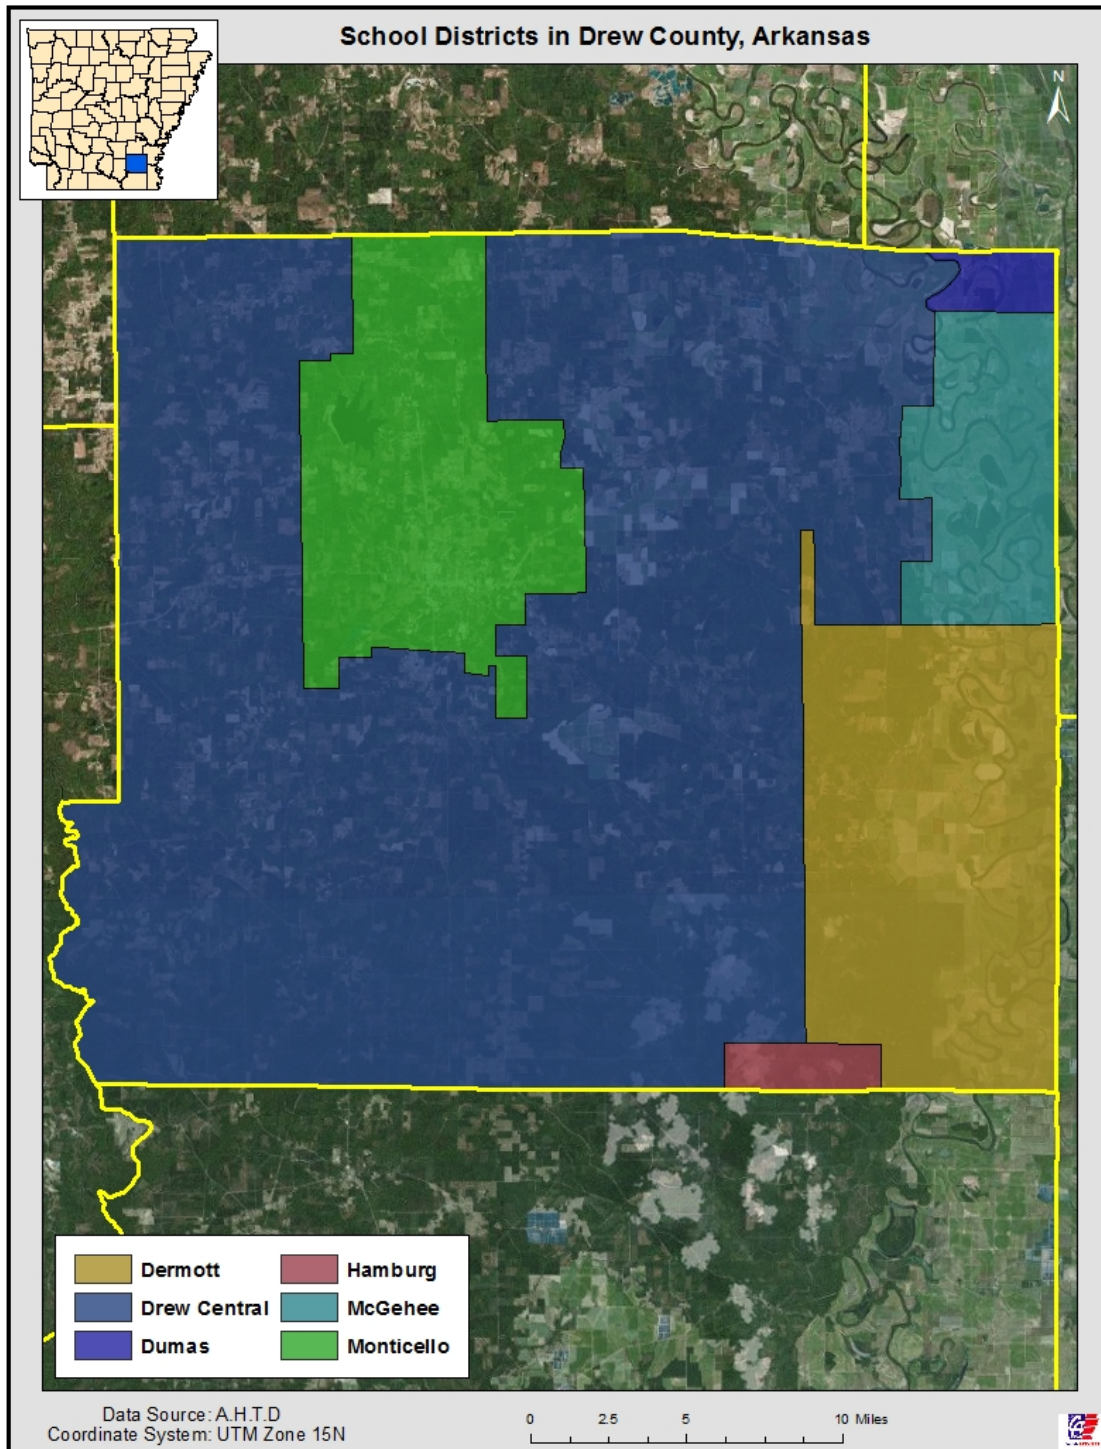 School Districts in Drew County, Arkansas
N
Dermott
Hamburg
Drew Central
McGehee
Dumas
Monticello
Data Source: A.H.T.D
Coordinate System: UTM Zone 15N
0 2.5 5 10 Miles